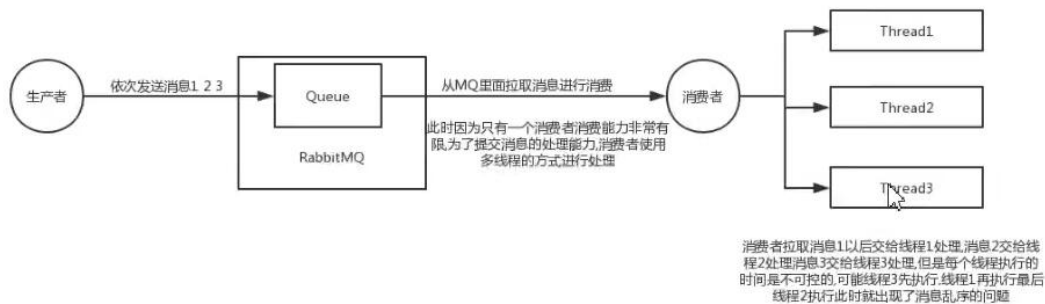 生产者
依次发送消息1 2 3
Queue
RabbitMQ
从MQ里面拉取消息进行消费
此时因为只有一个消费者消费能力非常有
限,为了提交消息的处理能力,消费者使用
多线程的方式进行处理
消费者
Thread1
Thread2
Thread3
消费者拉取消息1以后交给线程1处理,消息2交给线
程2处理消息3交给线程3处理,但是每个线程执行的
时间是不可控的,可能线程3先执行,线程1再执行最后
线程2执行此时就出现了消息乱序的问题